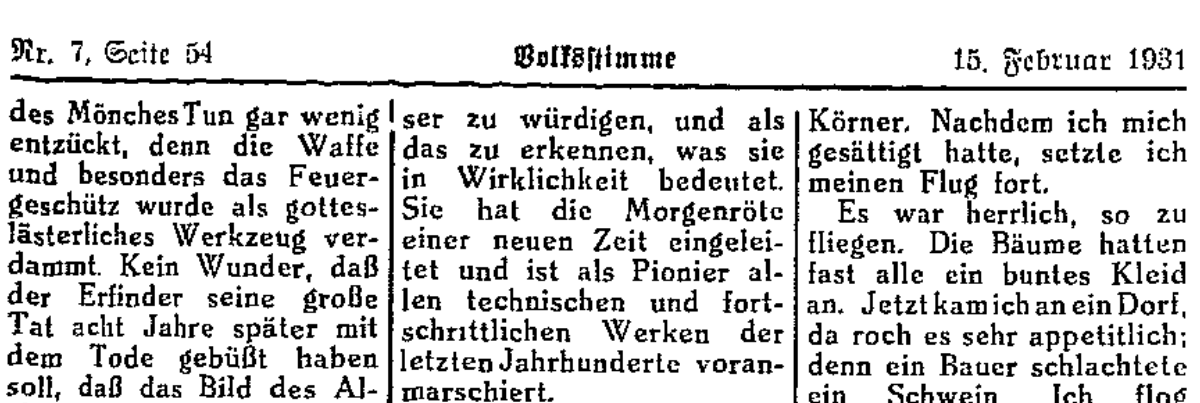 Nr. 7, Seite 54
Volksstimme
15. Februar 1931
des Mönches Tun gar wenig
entzückt, denn die Waffe
und besonders das Feuer-
geschütz wurde als gottes-
lästerliches Werkzeug ver-
dammt. Kein Wunder, daß
der Erfinder seine große
Tat acht Jahre später mit
dem Tode gebüßt haben
soll, daß das Bild des Al-
ser zu würdigen, und als
das zu erkennen, was sie
in Wirklichkeit bedeutet.
Sie hat die Morgenröte
einer neuen Zeit eingelei-
tet und ist als Pionier al-
len technischen und fort-
schrittlichen Werken der
letzten Jahrhunderte voran-
marschiert.
Körner. Nachdem ich mich
gesättigt hatte, setzte ich
meinen Flug fort.
Es war herrlich, so zu
fliegen. Die Bäume hatten
fast alle ein buntes Kleid
an. Jetzt kam ich an ein Dorf,
da roch es sehr appetitlich;
denn ein Bauer schlachtete
ein Schwein. Ich flog